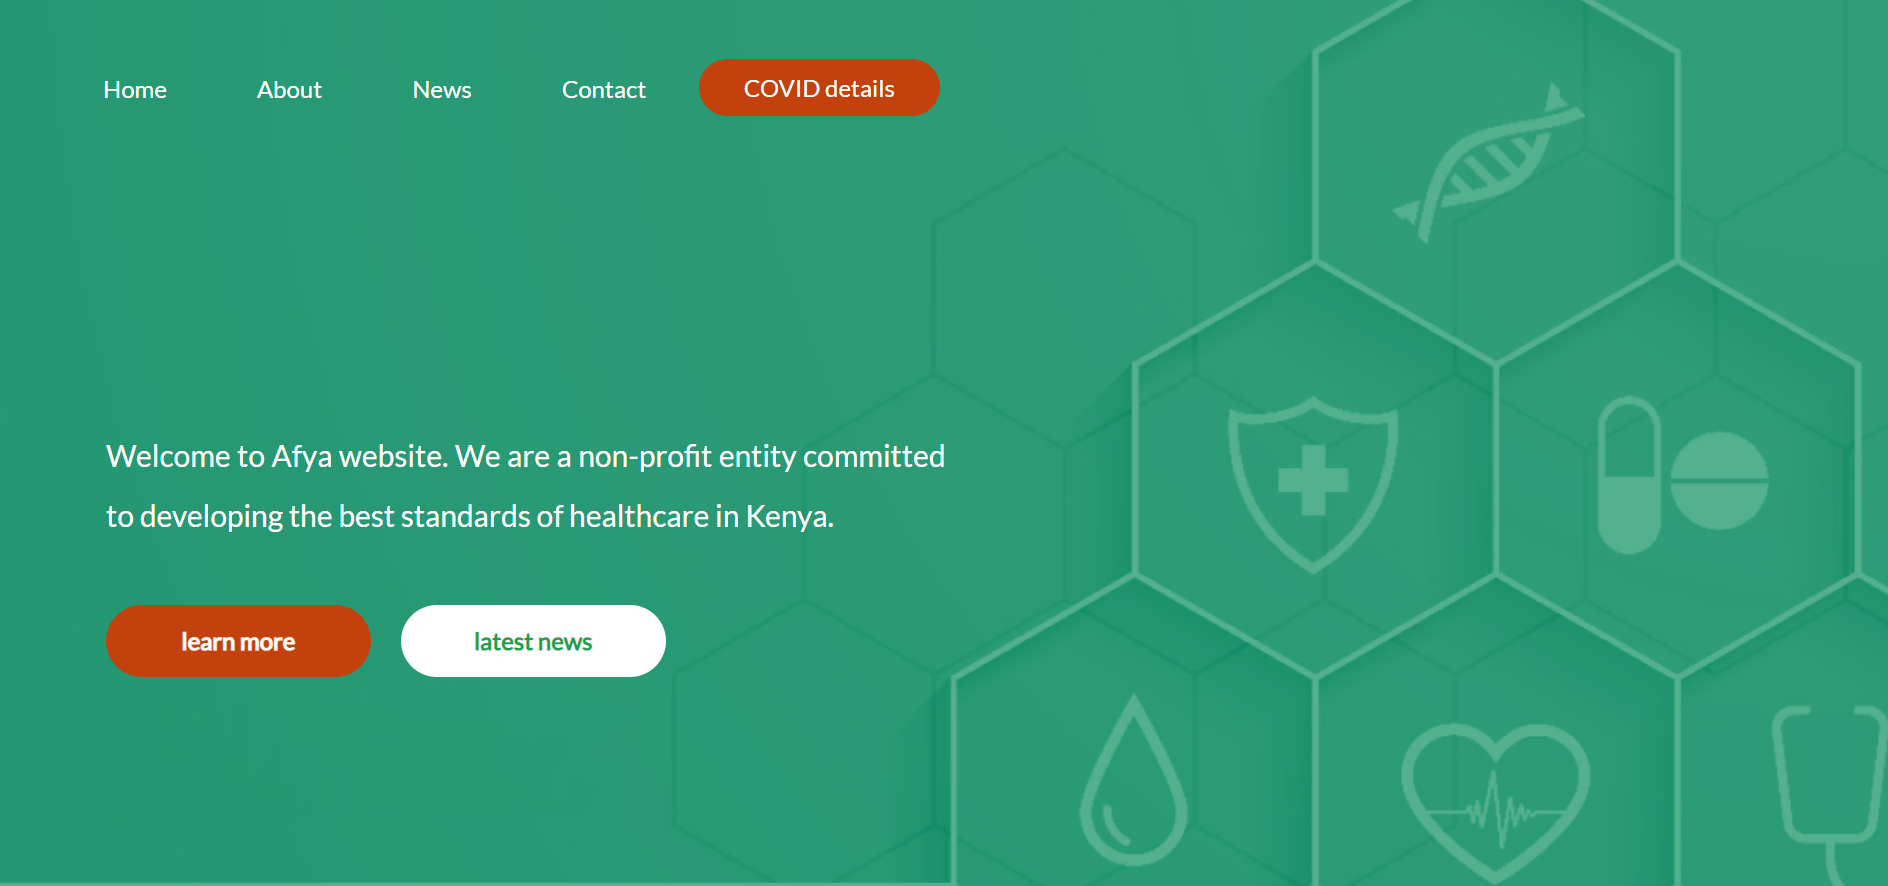 Home About News Contact COVID details
Welcome to Afya website. We are a non-profit entity committed
to developing the best standards of healthcare in Kenya.
learn more latest news